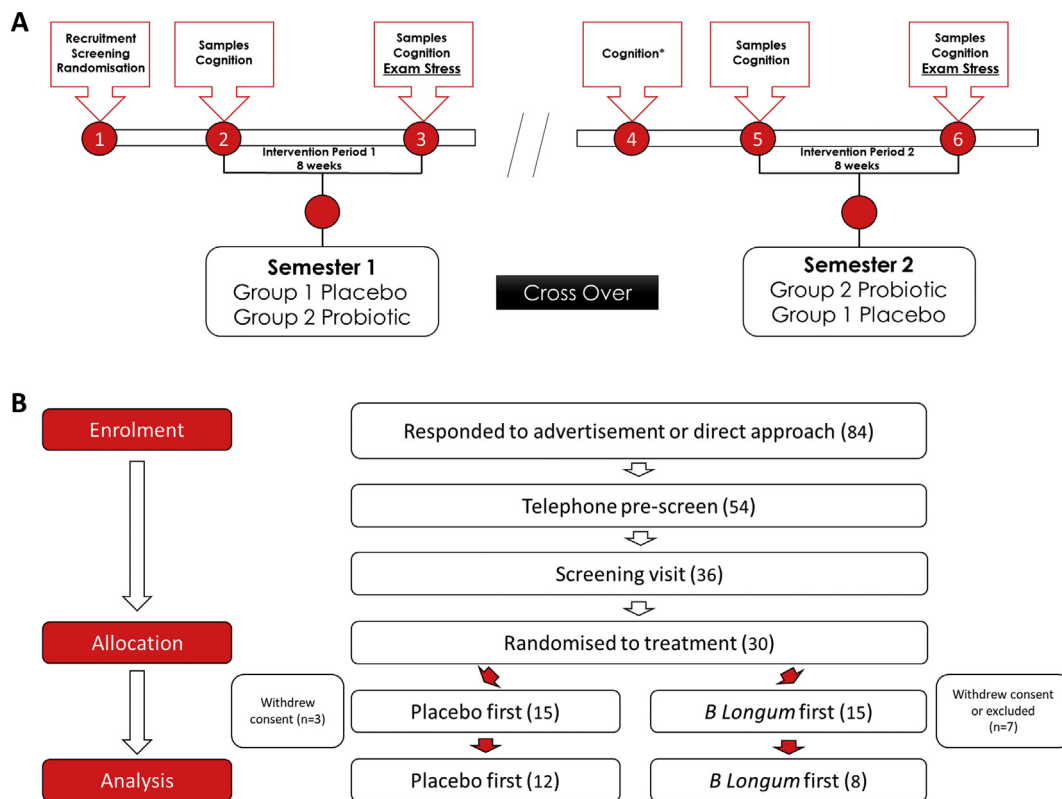 A
Recruitment
Screening
Randomisation
Samples
Cognition
Samples
Cognition
Exam Stress
Cognition*
Samples
Cognition
Samples
Cognition
Exam Stress
1
2
3
4
5
6
Intervention Period 1
8 weeks
Intervention Period 2
8 weeks
Semester 1
Group 1 Placebo
Group 2 Probiotic
Cross Over
Semester 2
Group 2 Probiotic
Group 1 Placebo
B
Enrolment
Responded to advertisement or direct approach (84)
Telephone pre-screen (54)
Screening visit (36)
Allocation
Randomised to treatment (30)
Withdrew
consent (n=3)
Placebo first (15)
B Longum first (15)
Withdrew consent
or excluded
(n=7)
Analysis
Placebo first (12)
B Longum first (8)